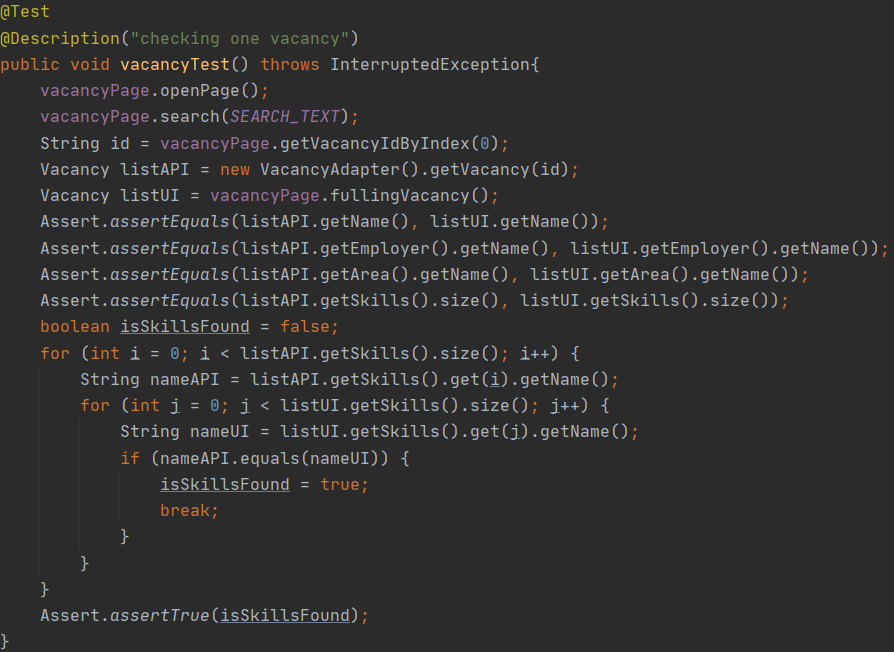 @Test
@Description("checking one vacancy")
public void vacancyTest() throws InterruptedException{
    vacancyPage.openPage();
    vacancyPage.search(SEARCH_TEXT);
    String id = vacancyPage.getVacancyIdByIndex(0);
    Vacancy listAPI = new VacancyAdapter().getVacancy(id);
    Vacancy listUI = vacancyPage.fullingVacancy();
    Assert.assertEquals(listAPI.getName(), listUI.getName());
    Assert.assertEquals(listAPI.getEmployer().getName(), listUI.getEmployer().getName());
    Assert.assertEquals(listAPI.getArea().getName(), listUI.getArea().getName());
    Assert.assertEquals(listAPI.getSkills().size(), listUI.getSkills().size());
    boolean isSkillsFound = false;
    for (int i = 0; i < listAPI.getSkills().size(); i++) {
        String nameAPI = listAPI.getSkills().get(i).getName();
        for (int j = 0; j < listUI.getSkills().size(); j++) {
            String nameUI = listUI.getSkills().get(j).getName();
            if (nameAPI.equals(nameUI)) {
                isSkillsFound = true;
                break;
            }
        }
    }
    Assert.assertTrue(isSkillsFound);
}